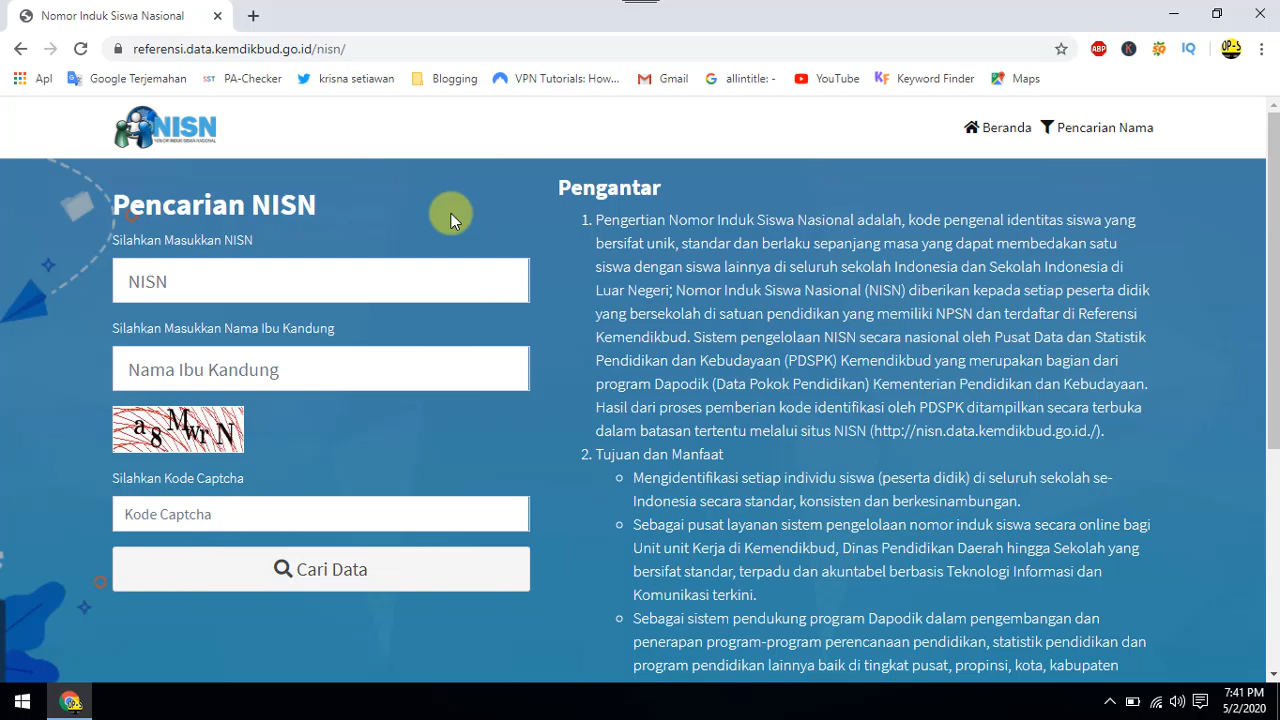 Nomor Induk Siswa Nasional
referensi.data.kemdikbud.go.id/nisn/
ABP
K
IQ
OP-S
Apl
Google Terjemahan
SST PA-Checker
krisna setiawan
Blogging
VPN Tutorials: How...
Gmail
allintitle: -
YouTube
KF Keyword Finder
Maps
NISN
NOMOR INDUK SISWA NASIONAL
Beranda
Pencarian Nama
Pencarian NISN
Silahkan Masukkan NISN
NISN
Silahkan Masukkan Nama Ibu Kandung
Nama Ibu Kandung
a8MwrN
Silahkan Kode Captcha
Kode Captcha
Cari Data
Pengantar
1. Pengertian Nomor Induk Siswa Nasional adalah, kode pengenal identitas siswa yang
bersifat unik, standar dan berlaku sepanjang masa yang dapat membedakan satu
siswa dengan siswa lainnya di seluruh sekolah Indonesia dan Sekolah Indonesia di
Luar Negeri; Nomor Induk Siswa Nasional (NISN) diberikan kepada setiap peserta didik
yang bersekolah di satuan pendidikan yang memiliki NPSN dan terdaftar di Referensi
Kemendikbud. Sistem pengelolaan NISN secara nasional oleh Pusat Data dan Statistik
Pendidikan dan Kebudayaan (PDSPK) Kemendikbud yang merupakan bagian dari
program Dapodik (Data Pokok Pendidikan) Kementerian Pendidikan dan Kebudayaan.
Hasil dari proses pemberian kode identifikasi oleh PDSPK ditampilkan secara terbuka
dalam batasan tertentu melalui situs NISN (http://nisn.data.kemdikbud.go.id./).
2. Tujuan dan Manfaat
Mengidentifikasi setiap individu siswa (peserta didik) di seluruh sekolah se-
Indonesia secara standar, konsisten dan berkesinambungan.
Sebagai pusat layanan sistem pengelolaan nomor induk siswa secara online bagi
Unit unit Kerja di Kemendikbud, Dinas Pendidikan Daerah hingga Sekolah yang
bersifat standar, terpadu dan akuntabel berbasis Teknologi Informasi dan
Komunikasi terkini.
Sebagai sistem pendukung program Dapodik dalam pengembangan dan
penerapan program-program perencanaan pendidikan, statistik pendidikan dan
program pendidikan lainnya baik di tingkat pusat, propinsi, kota, kabupaten
7:41 PM
5/2/2020